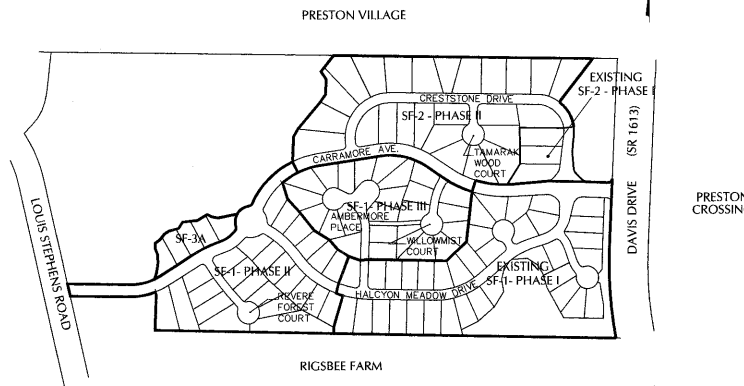 PRESTON VILLAGE
EXISTING
SF-2 - PHASE I
CRESTSTONE DRIVE
SF-2 - PHASE II
(SR 1613)
DAVIS DRIVE
CARRAMORE AVE.
TAMARAK
WOOD
COURT
PRESTON
CROSSIN
LOUIS STEPHENS ROAD
SF-1- PHASE III
AMBERMORE
PLACE
SF-3A
WILLOWMIST
COURT
SF-1- PHASE II
EXISTING
SF-1- PHASE I
HALCYON MEADOW DRIVE
REVERE
FOREST
COURT
RIGSBEE FARM